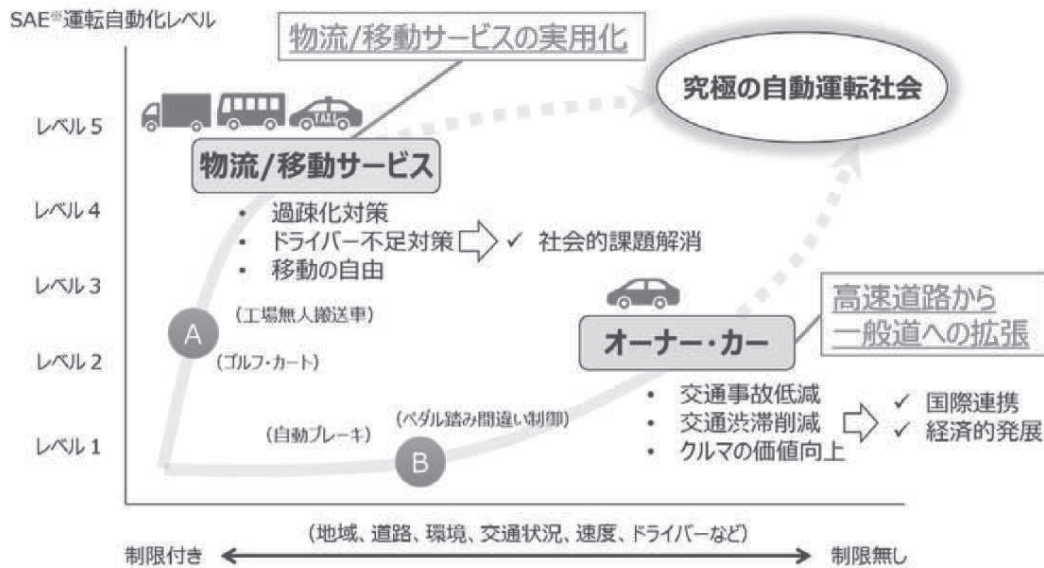 SAE※運転自動化レベル
物流/移動サービスの実用化
究極の自動運転社会
レベル5
TAXI
物流/移動サービス
レベル4
• 過疎化対策
• ドライバー不足対策
• 移動の自由
✓ 社会的課題解消
レベル3
高速道路から
一般道への拡張
A
(工場無人搬送車)
オーナー・カー
レベル2
(ゴルフ・カート)
• 交通事故低減
• 交通渋滞削減
• クルマの価値向上
✓ 国際連携
✓ 経済的発展
(ペダル踏み間違い制御)
(自動ブレーキ)
レベル1
B
(地域、道路、環境、交通状況、速度、ドライバーなど)
制限付き
制限無し